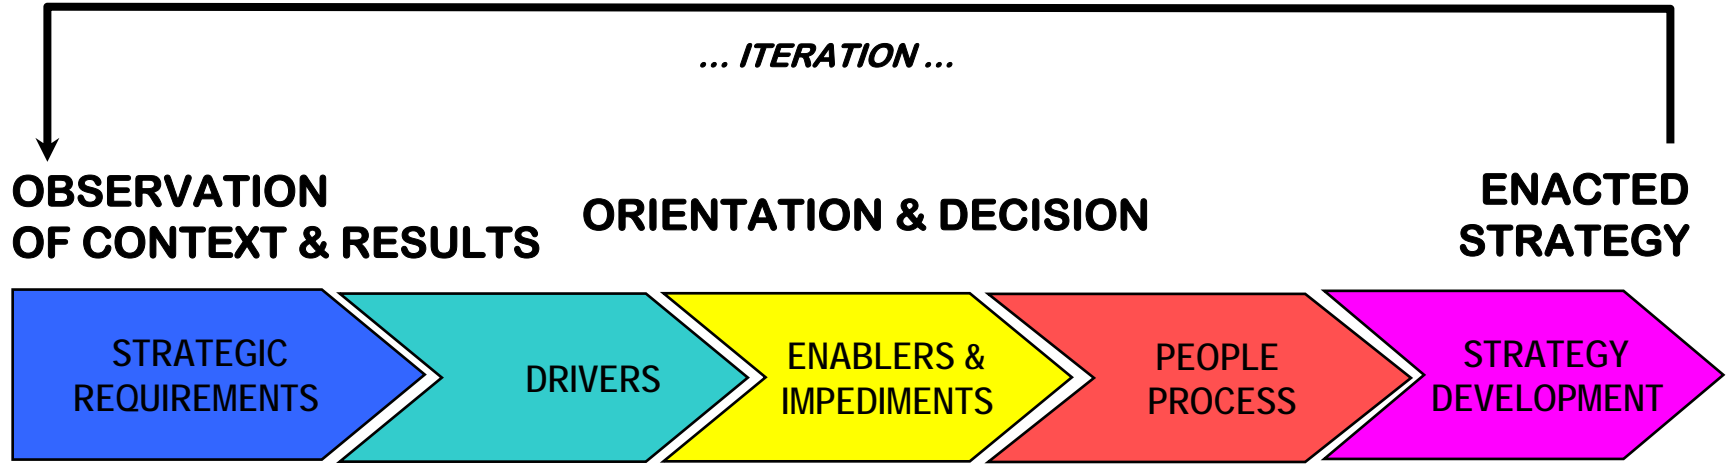 ... ITERATION ...
OBSERVATION
OF CONTEXT & RESULTS
ORIENTATION & DECISION
ENACTED
STRATEGY
STRATEGIC
REQUIREMENTS
DRIVERS
ENABLERS &
IMPEDIMENTS
PEOPLE
PROCESS
STRATEGY
DEVELOPMENT